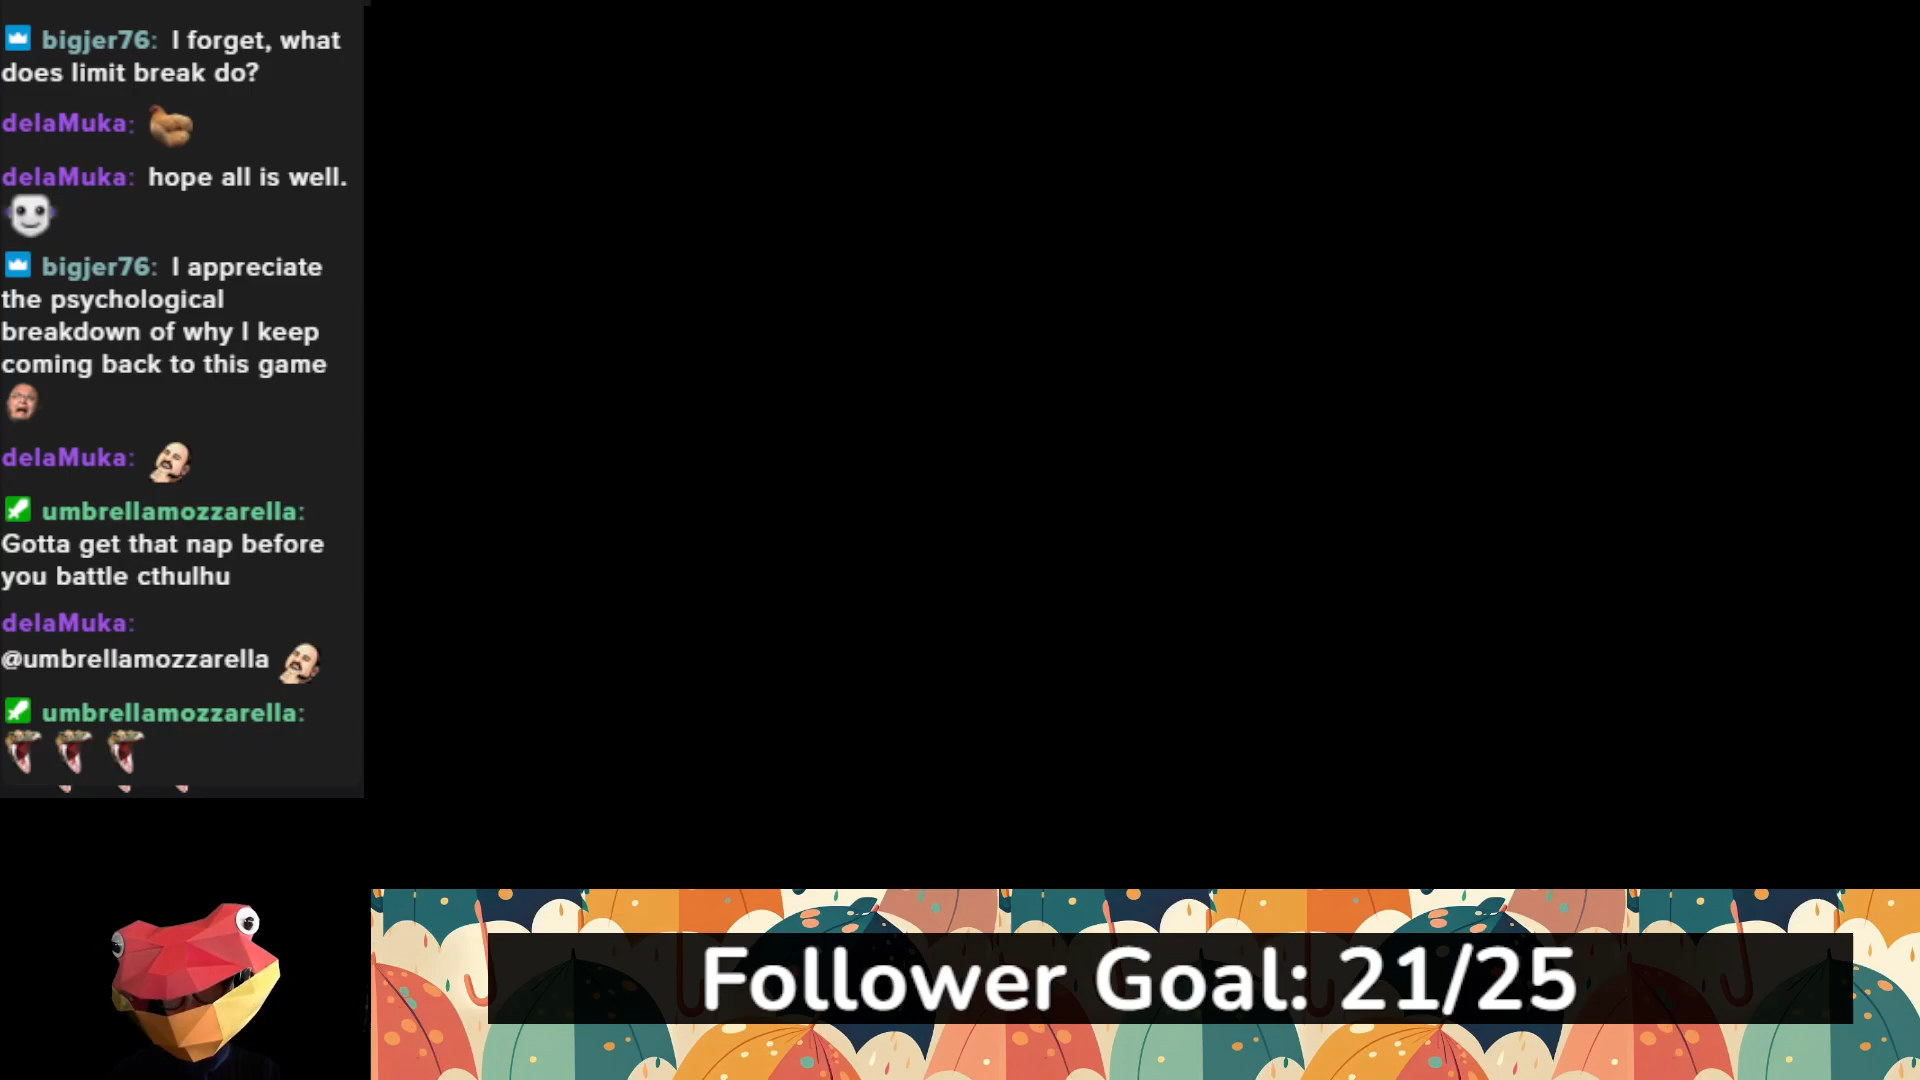 bigjer76: I forget, what
does limit break do?
delaMuka:
delaMuka: hope all is well.
bigjer76: I appreciate
the psychological
breakdown of why I keep
coming back to this game
delaMuka:
umbrellamozzarella:
Gotta get that nap before
you battle cthulhu
delaMuka:
@umbrellamozzarella
umbrellamozzarella:
Follower Goal: 21/25